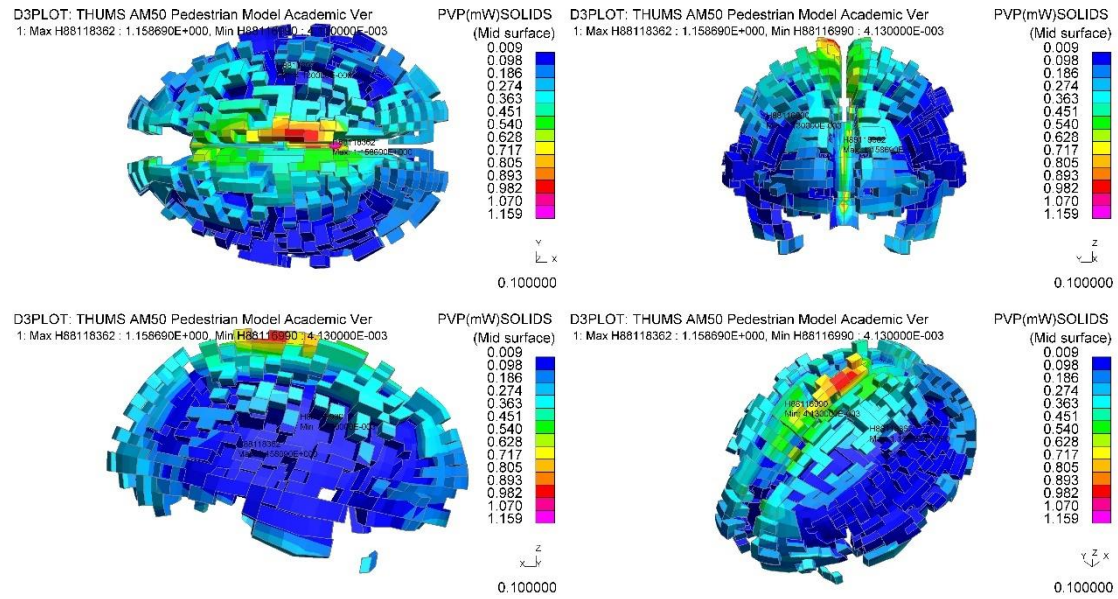 D3PLOT: THUMS AM50 Pedestrian Model Academic Ver
1: Max H88118362 : 1.158690E+000, Min H88116990 : 4.130000E-003
PVP(mW)SOLIDS
(Mid surface)
0.009
0.098
0.186
0.274
0.363
0.451
0.540
0.628
0.717
0.805
0.893
0.982
1.070
1.159
H88118362
Y
Z X
0.100000
D3PLOT: THUMS AM50 Pedestrian Model Academic Ver
1: Max H88118362 : 1.158690E+000, Min H88116990 : 4.130000E-003
PVP(mW)SOLIDS
(Mid surface)
0.009
0.098
0.186
0.274
0.363
0.451
0.540
0.628
0.717
0.805
0.893
0.982
1.070
1.159
H88118362
Z
Y X
0.100000
D3PLOT: THUMS AM50 Pedestrian Model Academic Ver
1: Max H88118362 : 1.158690E+000, Min H88116990 : 4.130000E-003
PVP(mW)SOLIDS
(Mid surface)
0.009
0.098
0.186
0.274
0.363
0.451
0.540
0.628
0.717
0.805
0.893
0.982
1.070
1.159
H88118362
Z
X Y
0.100000
D3PLOT: THUMS AM50 Pedestrian Model Academic Ver
1: Max H88118362 : 1.158690E+000, Min H88116990 : 4.130000E-003
PVP(mW)SOLIDS
(Mid surface)
0.009
0.098
0.186
0.274
0.363
0.451
0.540
0.628
0.717
0.805
0.893
0.982
1.070
1.159
H88116990
Y Z X
0.100000